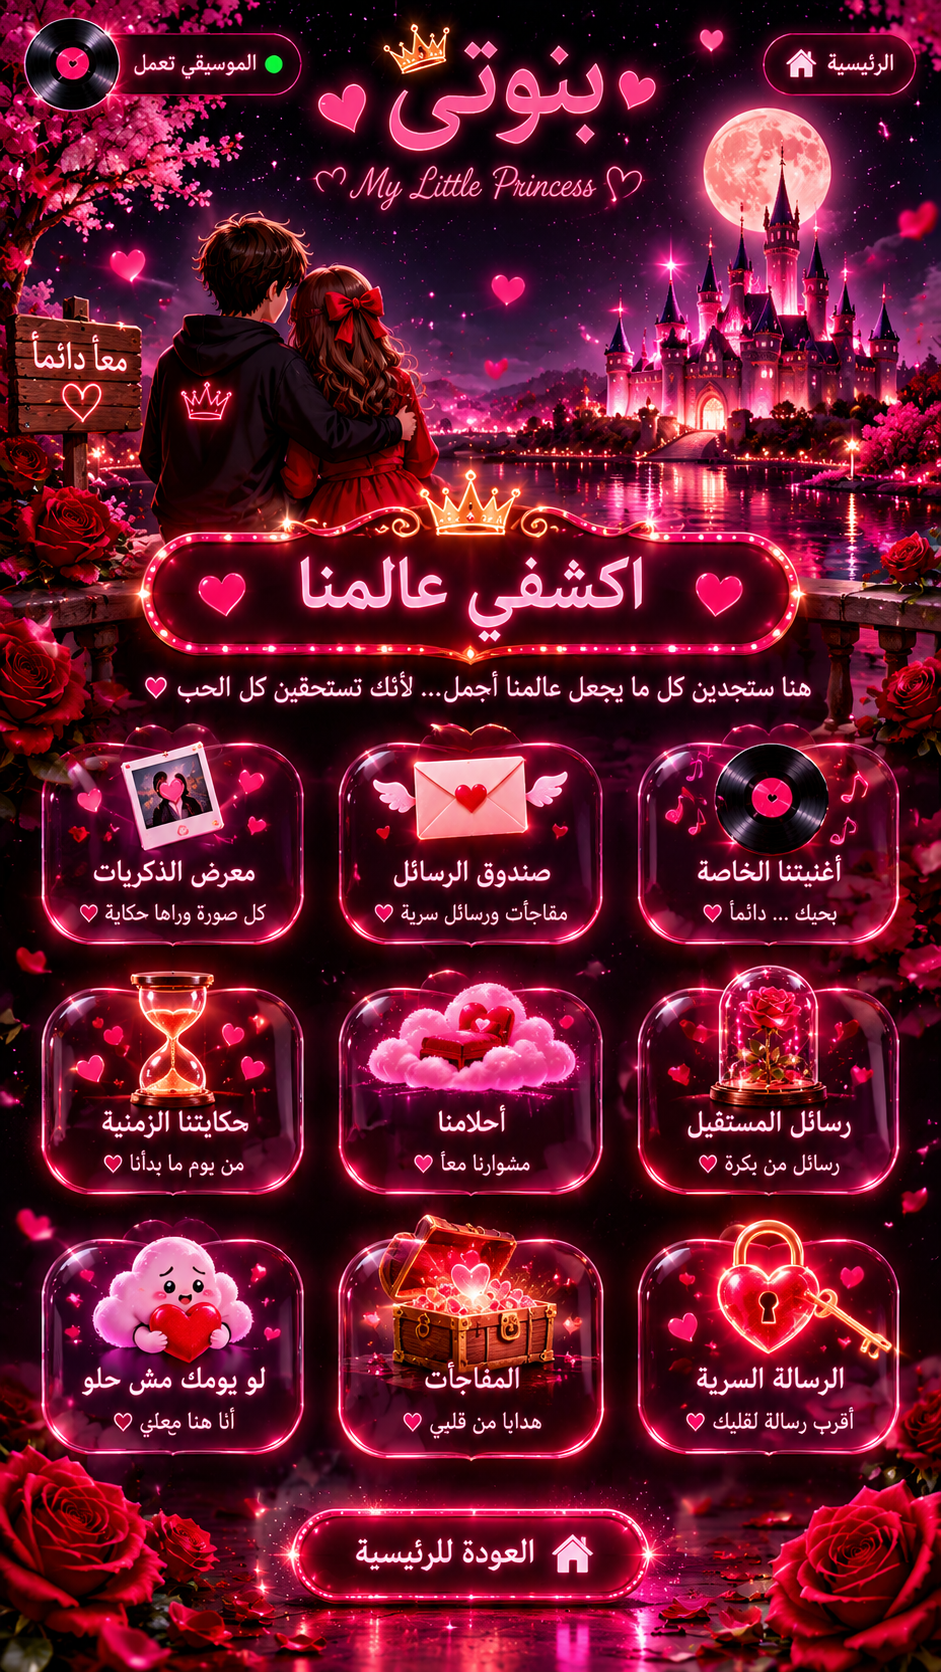 الرئيسية
الموسيقي تعمل
بنوتى
My Little Princess
معاً دائماً
اكشفي عالمنا
هنا ستجدين كل ما يجعل عالمنا أجمل... لأنك تستحقين كل الحب
أغنيتنا الخاصة
بحبك ... دائماً
صندوق الرسائل
مفاجآت ورسائل سرية
معرض الذكريات
كل صورة وراها حكاية
رسائل المستقبل
رسائل من بكرة
أحلامنا
مشوارنا معاً
حكايتنا الزمنية
من يوم ما بدأنا
الرسالة السرية
أقرب رسالة لقلبك
المفاجآت
هدايا من قلبي
لو يومك مش حلو
أنا هنا معلي
العودة للرئيسية